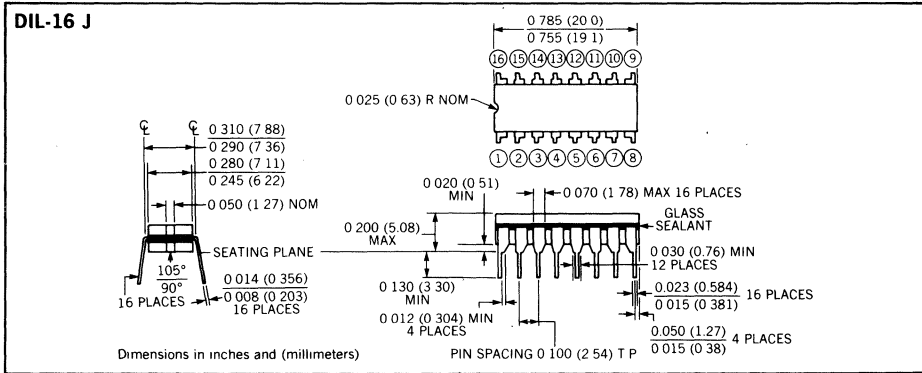 DIL-16 J
0 785 (20 0)
0 755 (19 1)
16 15 14 13 12 11 10 9
0 025 (0 63) R NOM
1 2 3 4 5 6 7 8
℄ ℄
0 310 (7 88)
0 290 (7 36)
0 280 (7 11)
0 245 (6 22)
0 050 (1 27) NOM
SEATING PLANE
105°
90°
16 PLACES
0 014 (0 356)
0 008 (0 203)
16 PLACES
0 020 (0 51)
MIN
0 070 (1 78) MAX 16 PLACES
0 200 (5.08)
MAX
GLASS
SEALANT
0 030 (0 76) MIN
12 PLACES
0 130 (3 30)
MIN
0 023 (0 584)
0 015 (0 381)
16 PLACES
0 012 (0 304) MIN
4 PLACES
0.050 (1 27)
0 015 (0 38)
4 PLACES
PIN SPACING 0 100 (2 54) T P
Dimensions in inches and (millimeters)